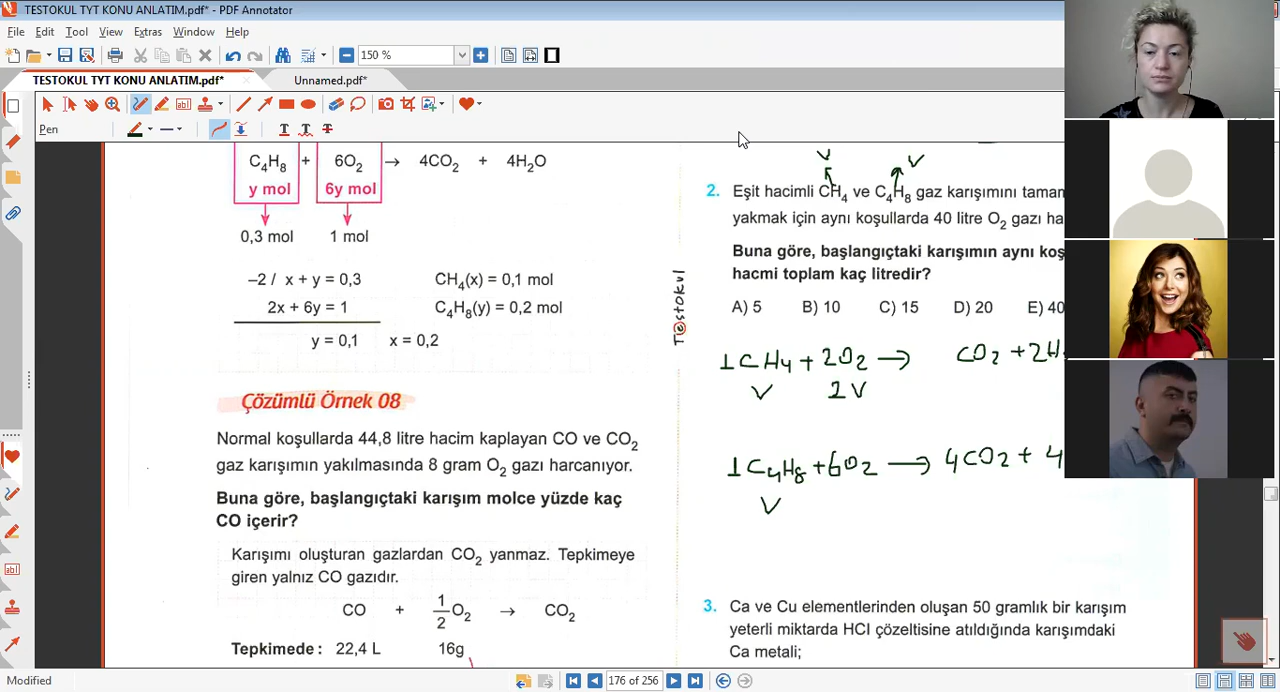 TESTOKUL TYT KONU ANLATIM.pdf* - PDF Annotator
File Edit Tool View Extras Window Help
150 %
TESTOKUL TYT KONU ANLATIM.pdf*
Unnamed.pdf*
Pen
C4H8 + 6O2 → 4CO2 + 4H2O
y mol 6y mol
0,3 mol 1 mol
–2 / x + y = 0,3 CH4(x) = 0,1 mol
2x + 6y = 1 C4H8(y) = 0,2 mol
y = 0,1 x = 0,2
Çözümlü Örnek 08
Normal koşullarda 44,8 litre hacim kaplayan CO ve CO2
gaz karışımın yakılmasında 8 gram O2 gazı harcanıyor.
Buna göre, başlangıçtaki karışım molce yüzde kaç
CO içerir?
Karışımı oluşturan gazlardan CO2 yanmaz. Tepkimeye
giren yalnız CO gazıdır.
CO + 1/2 O2 → CO2
Tepkimede : 22,4 L 16g
Testokul
V V
2. Eşit hacimli CH4 ve C4H8 gaz karışımını tamam
yakmak için aynı koşullarda 40 litre O2 gazı ha
Buna göre, başlangıçtaki karışımın aynı koş
hacmi toplam kaç litredir?
A) 5 B) 10 C) 15 D) 20 E) 40
1CH4 + 2O2 → CO2 + 2H
V 2V
1C4H8 + 6O2 → 4CO2 + 4
V
3. Ca ve Cu elementlerinden oluşan 50 gramlık bir karışım
yeterli miktarda HCl çözeltisine atıldığında karışımdaki
Ca metali;
Modified
176 of 256